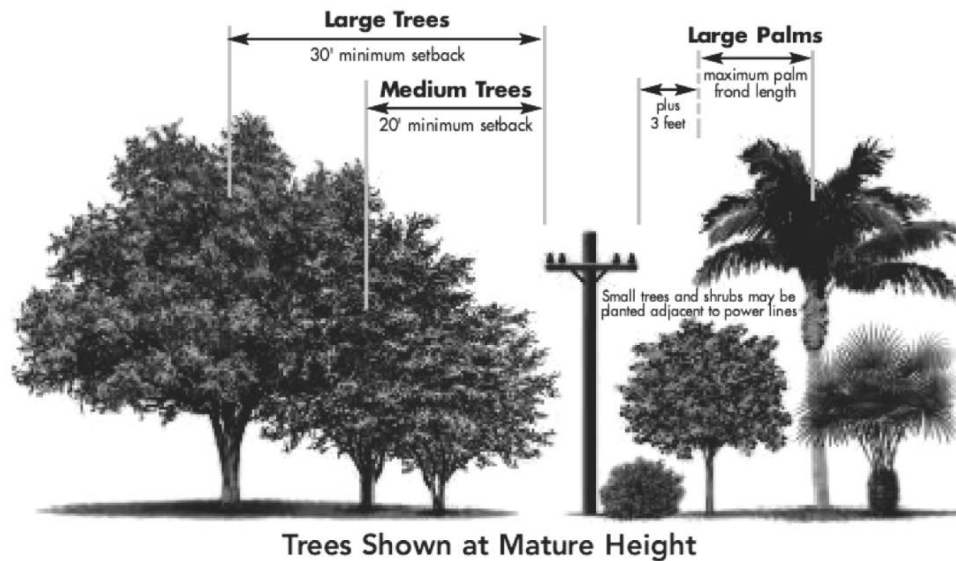 Large Trees
30' minimum setback
Medium Trees
20' minimum setback
Large Palms
maximum palm
frond length
plus
3 feet
Small trees and shrubs may be
planted adjacent to power lines
Trees Shown at Mature Height